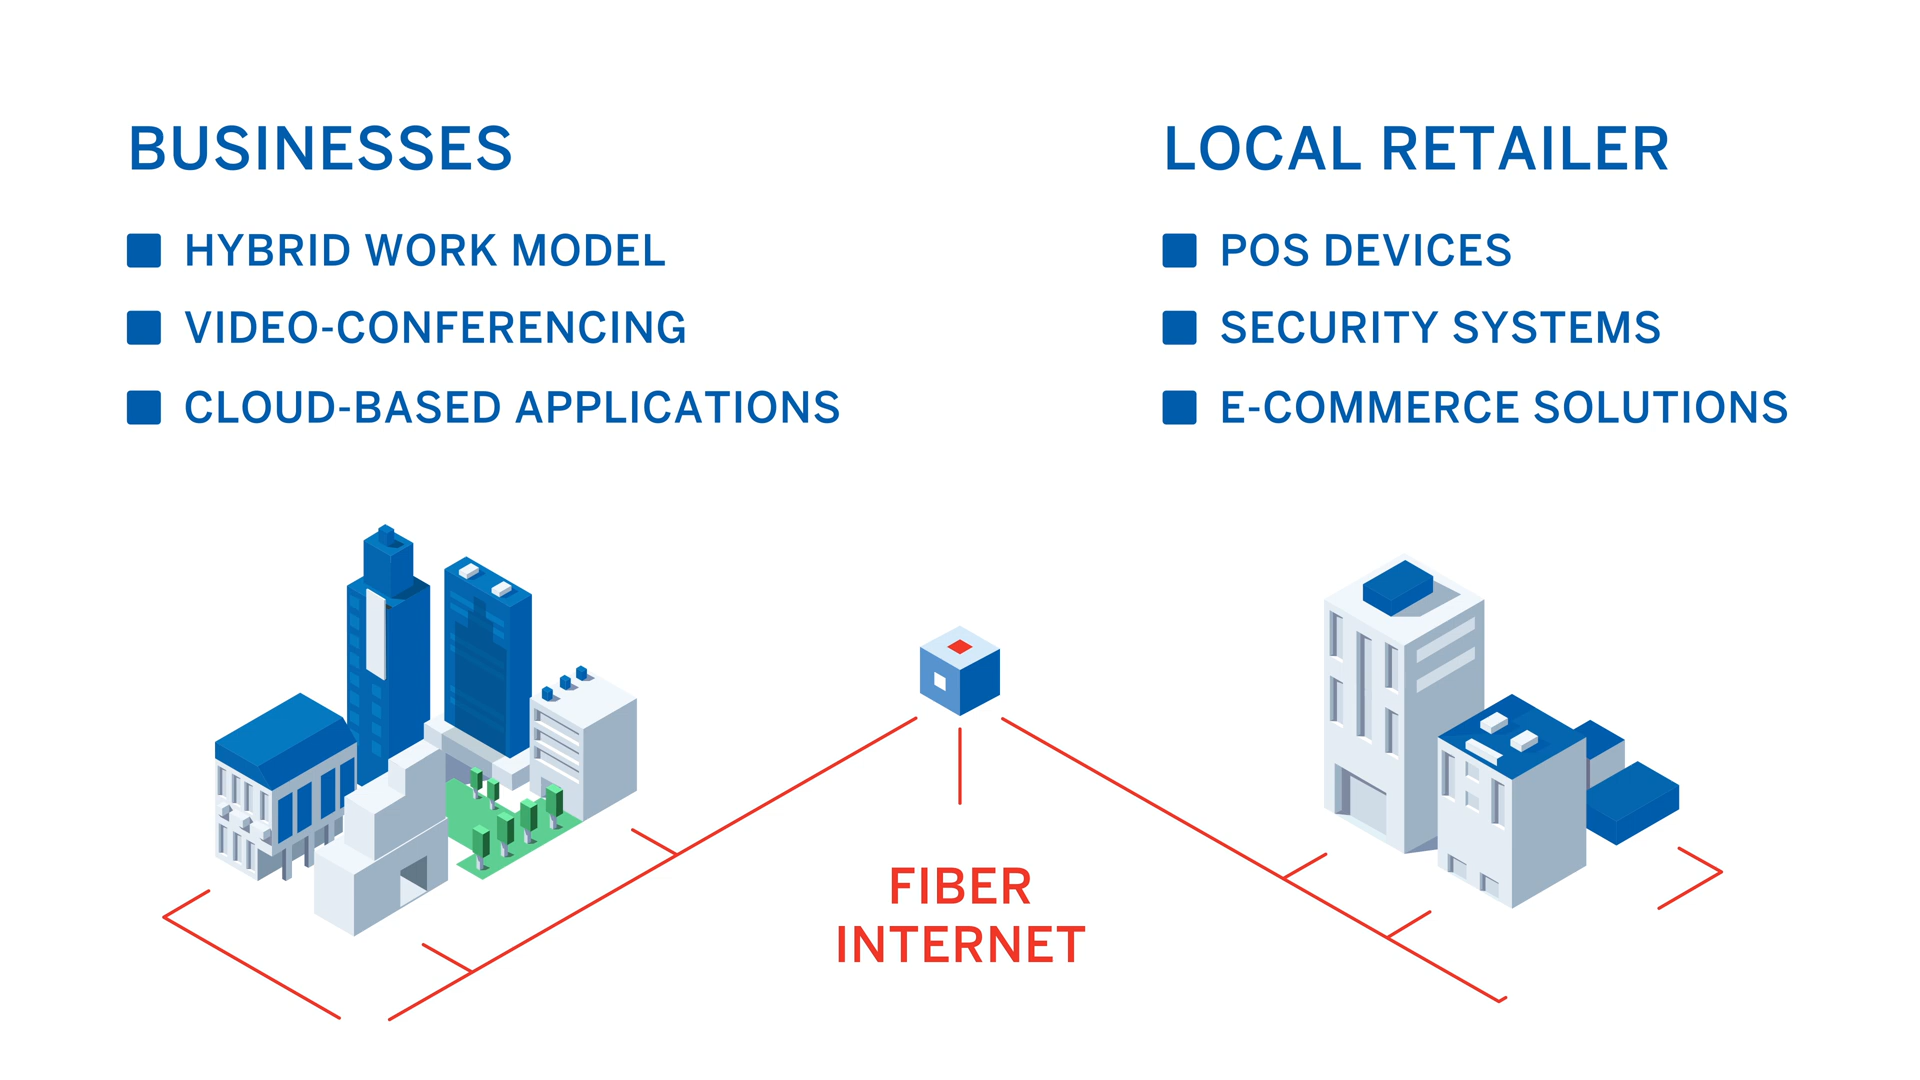 BUSINESSES
HYBRID WORK MODEL
VIDEO-CONFERENCING
CLOUD-BASED APPLICATIONS
LOCAL RETAILER
POS DEVICES
SECURITY SYSTEMS
E-COMMERCE SOLUTIONS
FIBER
INTERNET